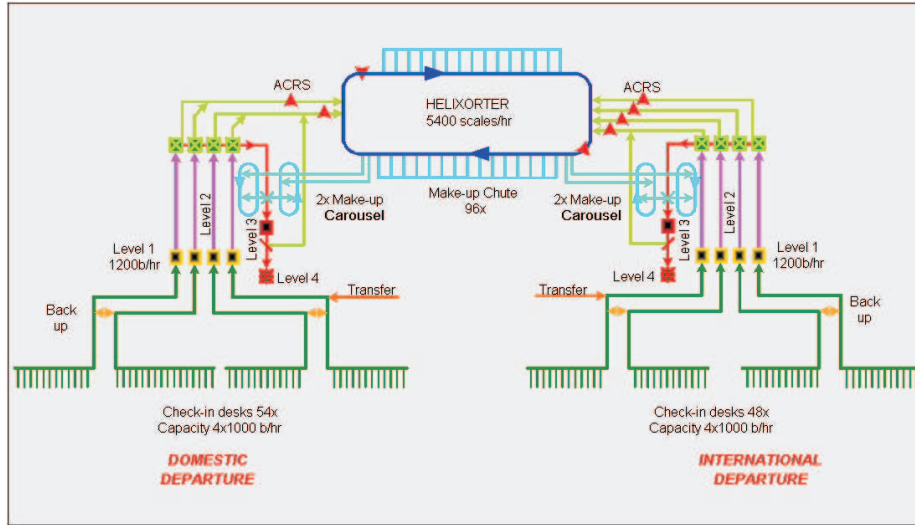 ACRS
HELIXORTER
5400 scales/hr
ACRS
Level 2
Level 2
2x Make-up
Carousel
Make-up Chute
96x
2x Make-up
Carousel
Level 3
Level 3
Level 1
1200b/hr
Level 1
1200b/hr
Level 4
Level 4
Transfer
Transfer
Back
up
Back
up
Check-in desks 54x
Capacity 4x1000 b/hr
Check-in desks 48x
Capacity 4x1000 b/hr
DOMESTIC
DEPARTURE
INTERNATIONAL
DEPARTURE